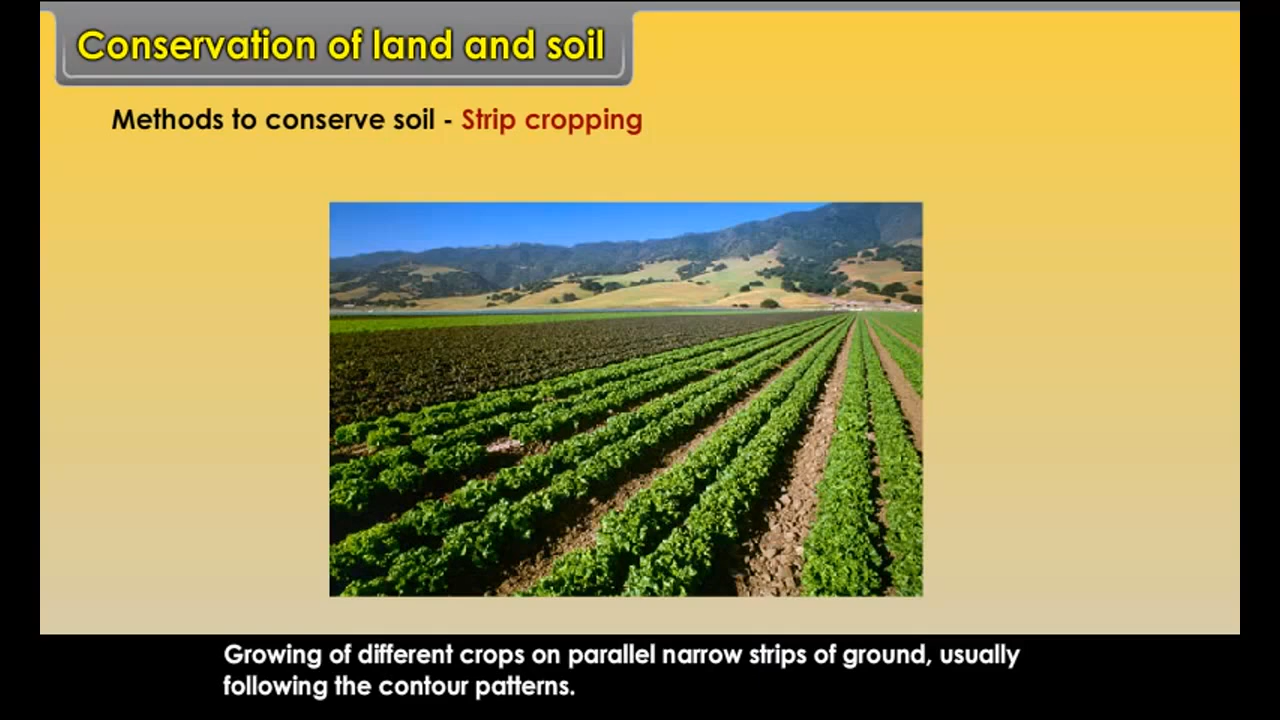 Conservation of land and soil
Methods to conserve soil - Strip cropping
Growing of different crops on parallel narrow strips of ground, usually
following the contour patterns.